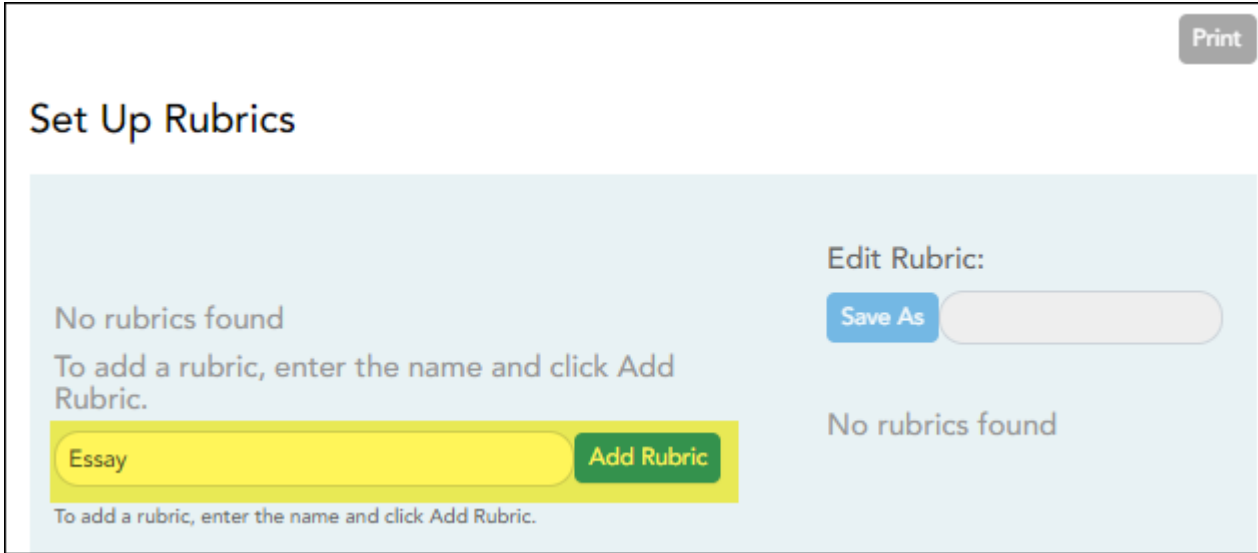 Print
Set Up Rubrics
No rubrics found
To add a rubric, enter the name and click Add
Rubric.
Essay
Add Rubric
To add a rubric, enter the name and click Add Rubric.
Edit Rubric:
Save As
No rubrics found